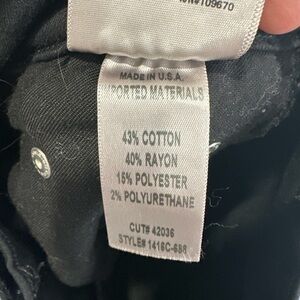 MADE IN U.S.A.
PORTED MATERIALS
43% COTTON
40% RAYON
15% POLYESTER
2% POLYURETHANE
CUT# 42036
STYLE# 1416C-688